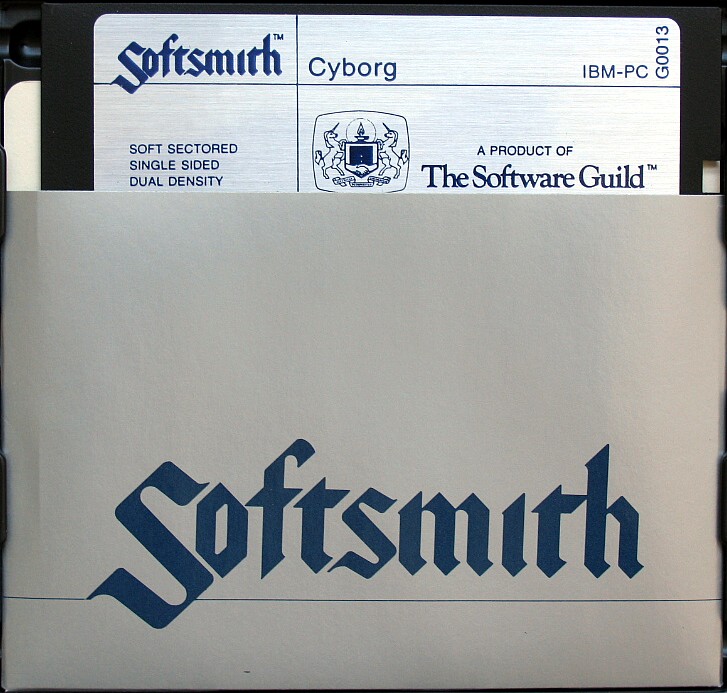 Softsmith™
Cyborg
IBM-PC
G0013
SOFT SECTORED
SINGLE SIDED
DUAL DENSITY
A PRODUCT OF
The Software Guild™
Softsmith